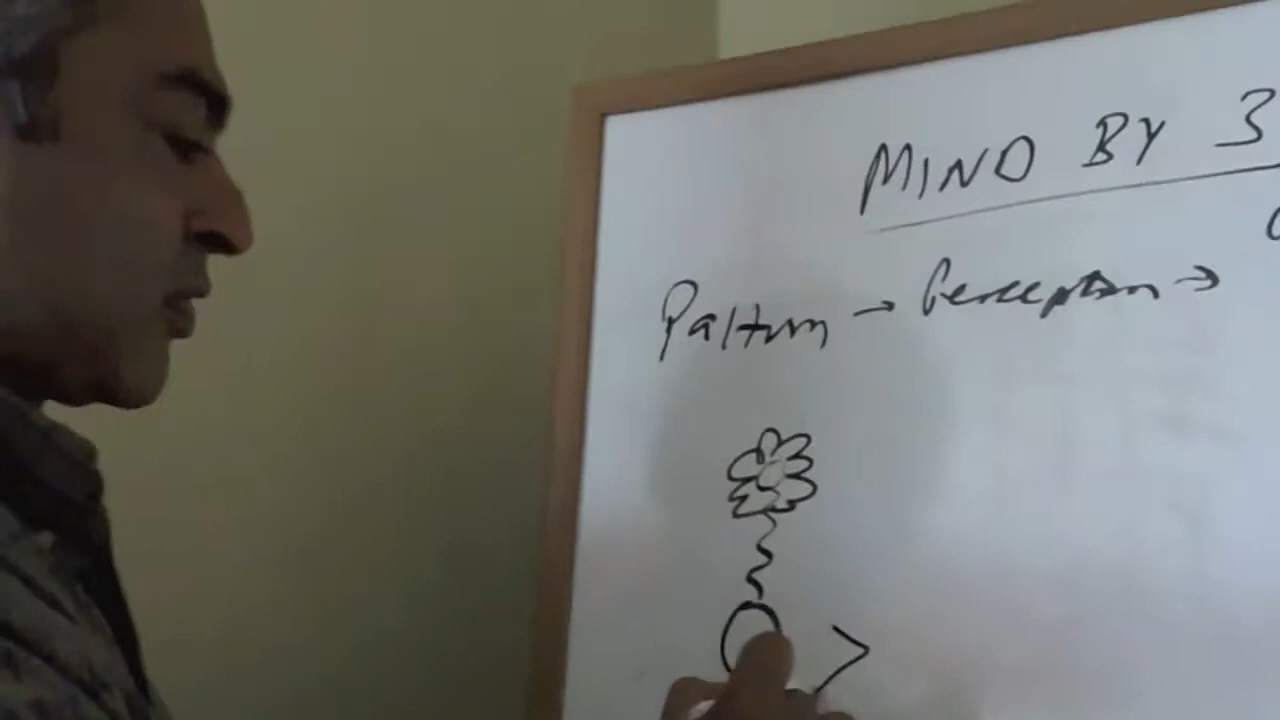 MIND BY 3
Pattern → Perception →